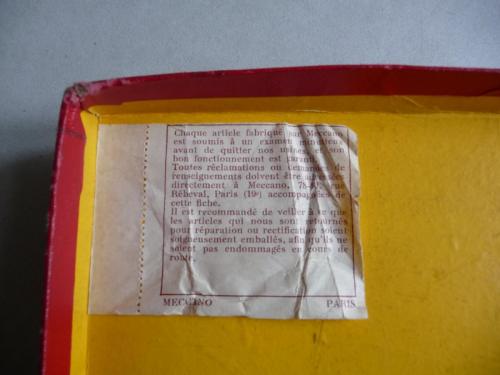 Chaque article fabriqué par Meccano
est soumis à un examen minutieux
avant de quitter nos usines et son
bon fonctionnement est garanti.
Toutes réclamations ou demandes de
renseignements doivent être adressées
directement à Meccano, rue
Rébeval, Paris (19e) accompagnées de
cette fiche.
Il est recommandé de veiller à ce que
les articles qui nous sont retournés
pour réparation ou rectification soient
soigneusement emballés, afin qu'ils ne
soient pas endommagés en cours de
route.
MECCANO PARIS